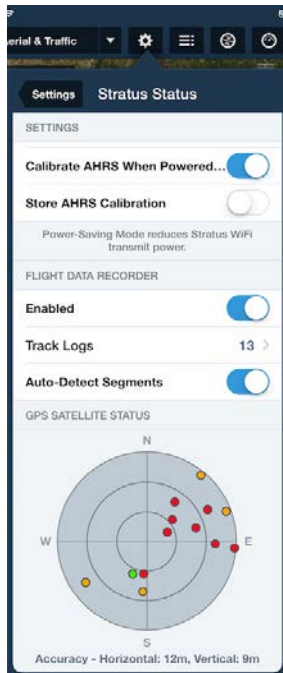 erial & Traffic
Settings
Stratus Status
SETTINGS
Calibrate AHRS When Powered...
Store AHRS Calibration
Power-Saving Mode reduces Stratus WiFi
transmit power.
FLIGHT DATA RECORDER
Enabled
Track Logs
13
Auto-Detect Segments
GPS SATELLITE STATUS
N
W
E
S
Accuracy - Horizontal: 12m, Vertical: 9m